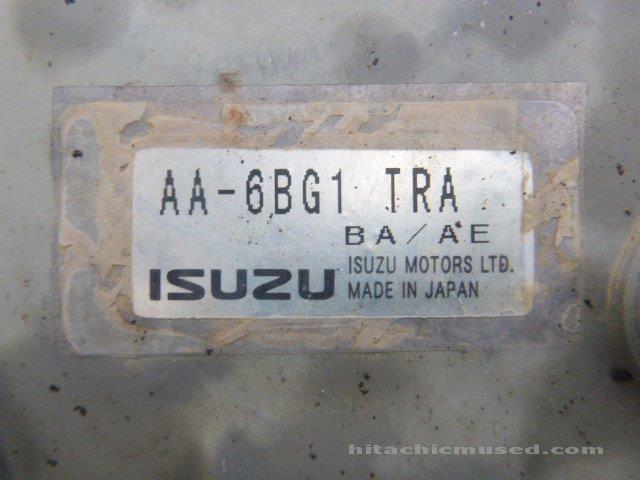 AA-6BG1 TRA
BA/AE
ISUZU
ISUZU MOTORS LTD.
MADE IN JAPAN
hitachicmused.com